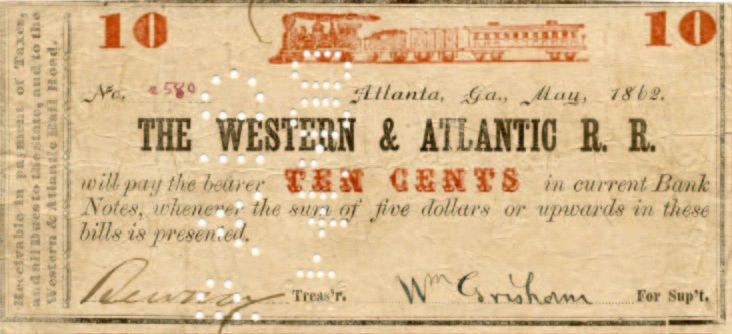 Receivable in payment of Taxes,
and all Dues to the state, and to the
Western & Atlantic Rail Road.
10 10
No, 2580 Atlanta, Ga., May, 1862.
THE WESTERN & ATLANTIC R. R.
will pay the bearer TEN CENTS in current Bank
Notes, whenever the sum of five dollars or upwards in these
bills is presented.
Treas'r. Wm Grisham For Sup't.